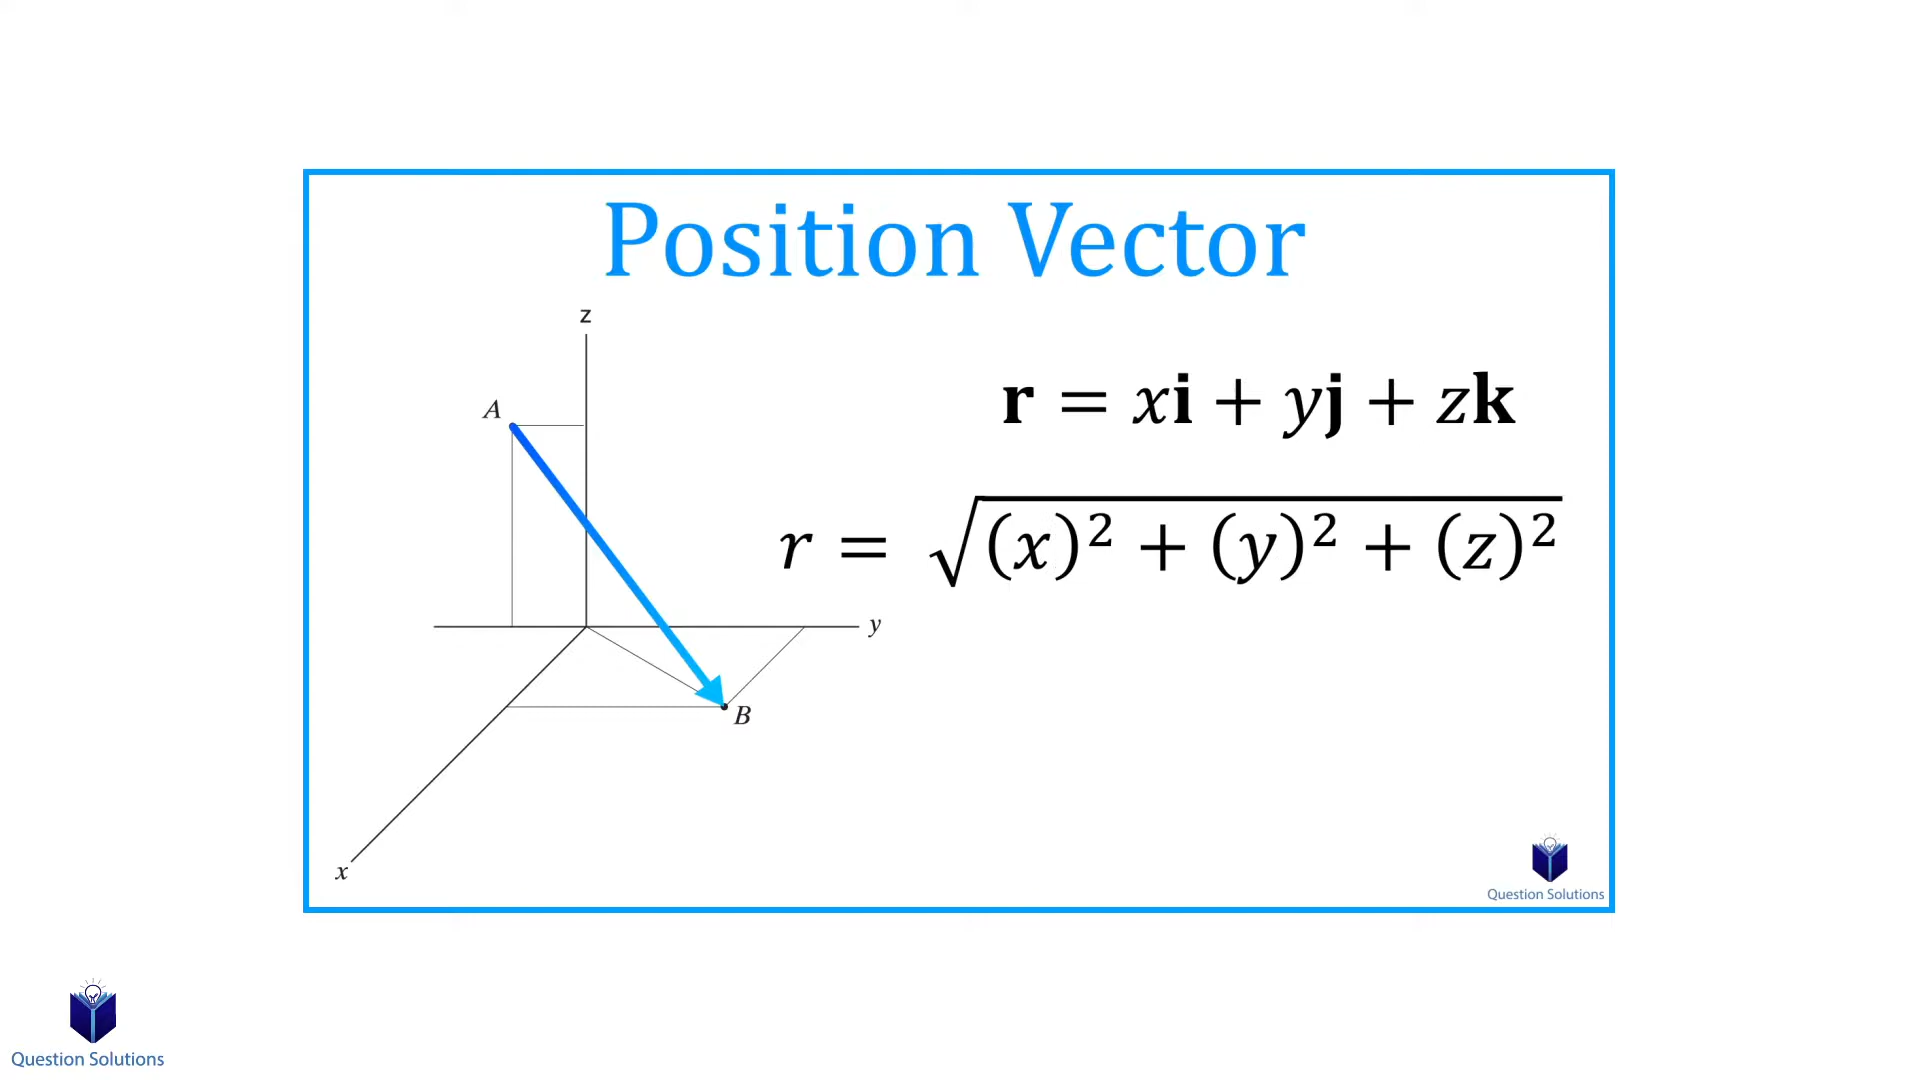 Position Vector
z
A
r = xi + yj + zk
r = √(x)² + (y)² + (z)²
y
B
x
Question Solutions
Question Solutions